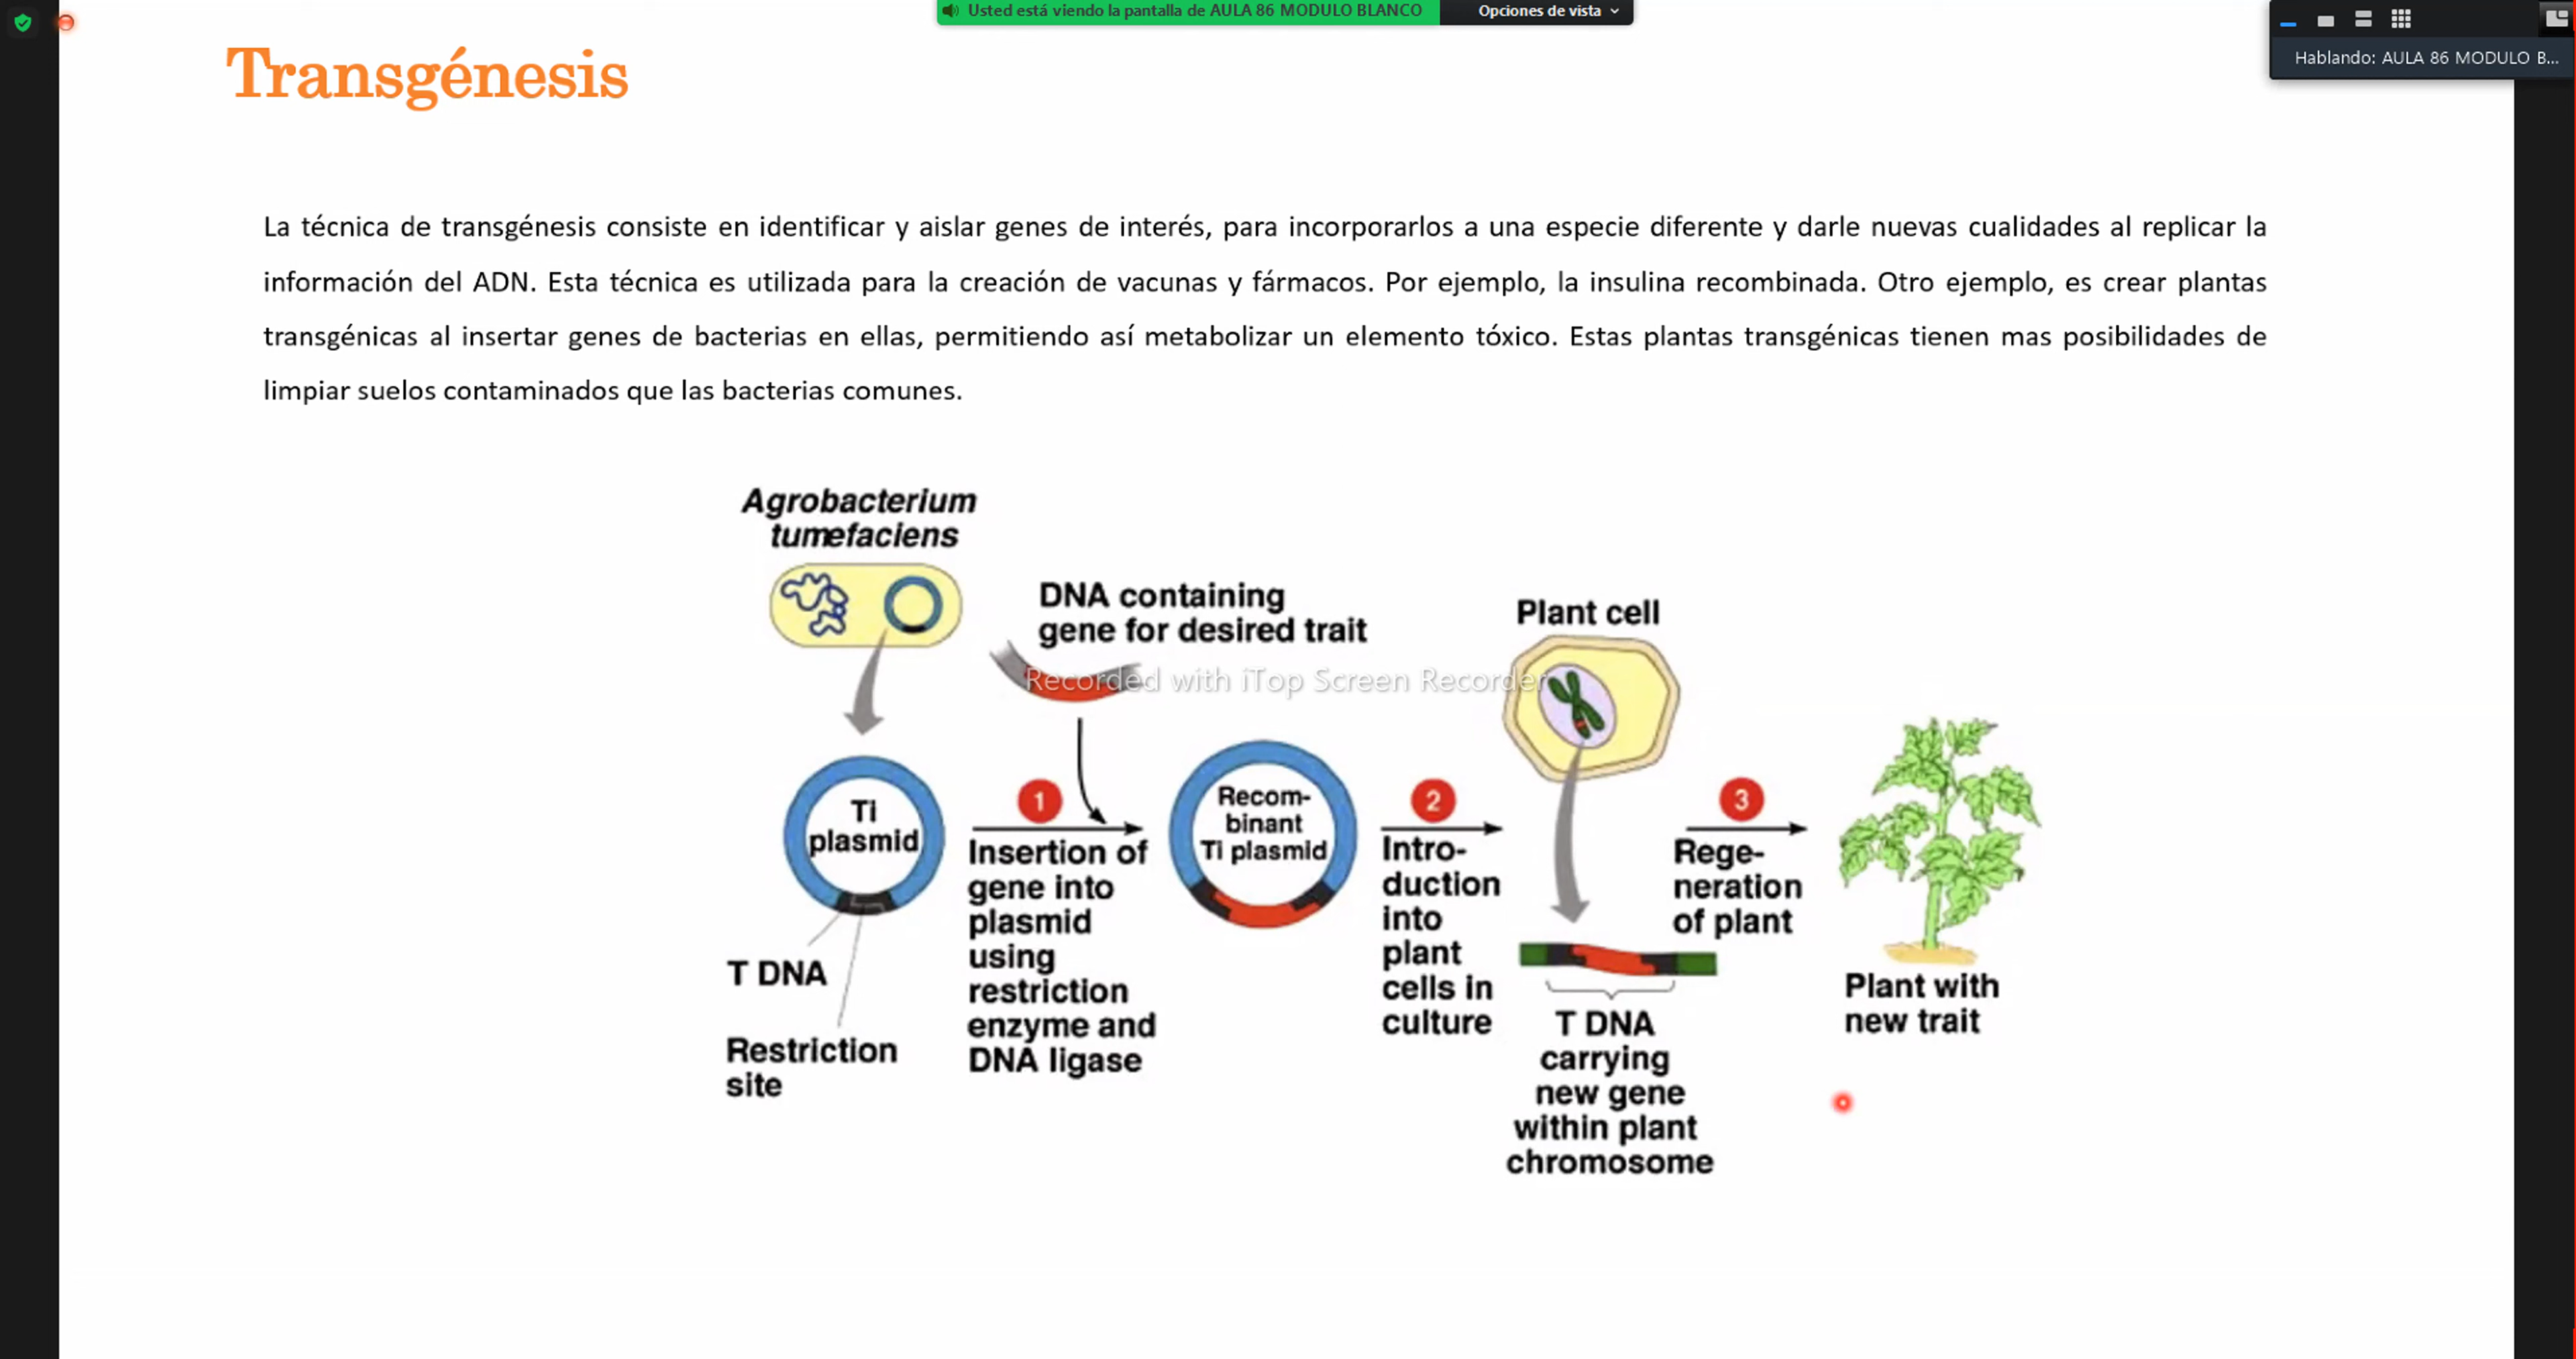 Usted está viendo la pantalla de AULA 86 MODULO BLANCO
Opciones de vista
Hablando: AULA 86 MODULO B...
Transgénesis
La técnica de transgénesis consiste en identificar y aislar genes de interés, para incorporarlos a una especie diferente y darle nuevas cualidades al replicar la
información del ADN. Esta técnica es utilizada para la creación de vacunas y fármacos. Por ejemplo, la insulina recombinada. Otro ejemplo, es crear plantas
transgénicas al insertar genes de bacterias en ellas, permitiendo así metabolizar un elemento tóxico. Estas plantas transgénicas tienen mas posibilidades de
limpiar suelos contaminados que las bacterias comunes.
Agrobacterium
tumefaciens
DNA containing
gene for desired trait
Plant cell
Recorded with iTop Screen Recorder
Ti
plasmid
T DNA
Restriction
site
1
Insertion of
gene into
plasmid
using
restriction
enzyme and
DNA ligase
Recom-
binant
Ti plasmid
2
Intro-
duction
into
plant
cells in
culture
T DNA
carrying
new gene
within plant
chromosome
3
Rege-
neration
of plant
Plant with
new trait